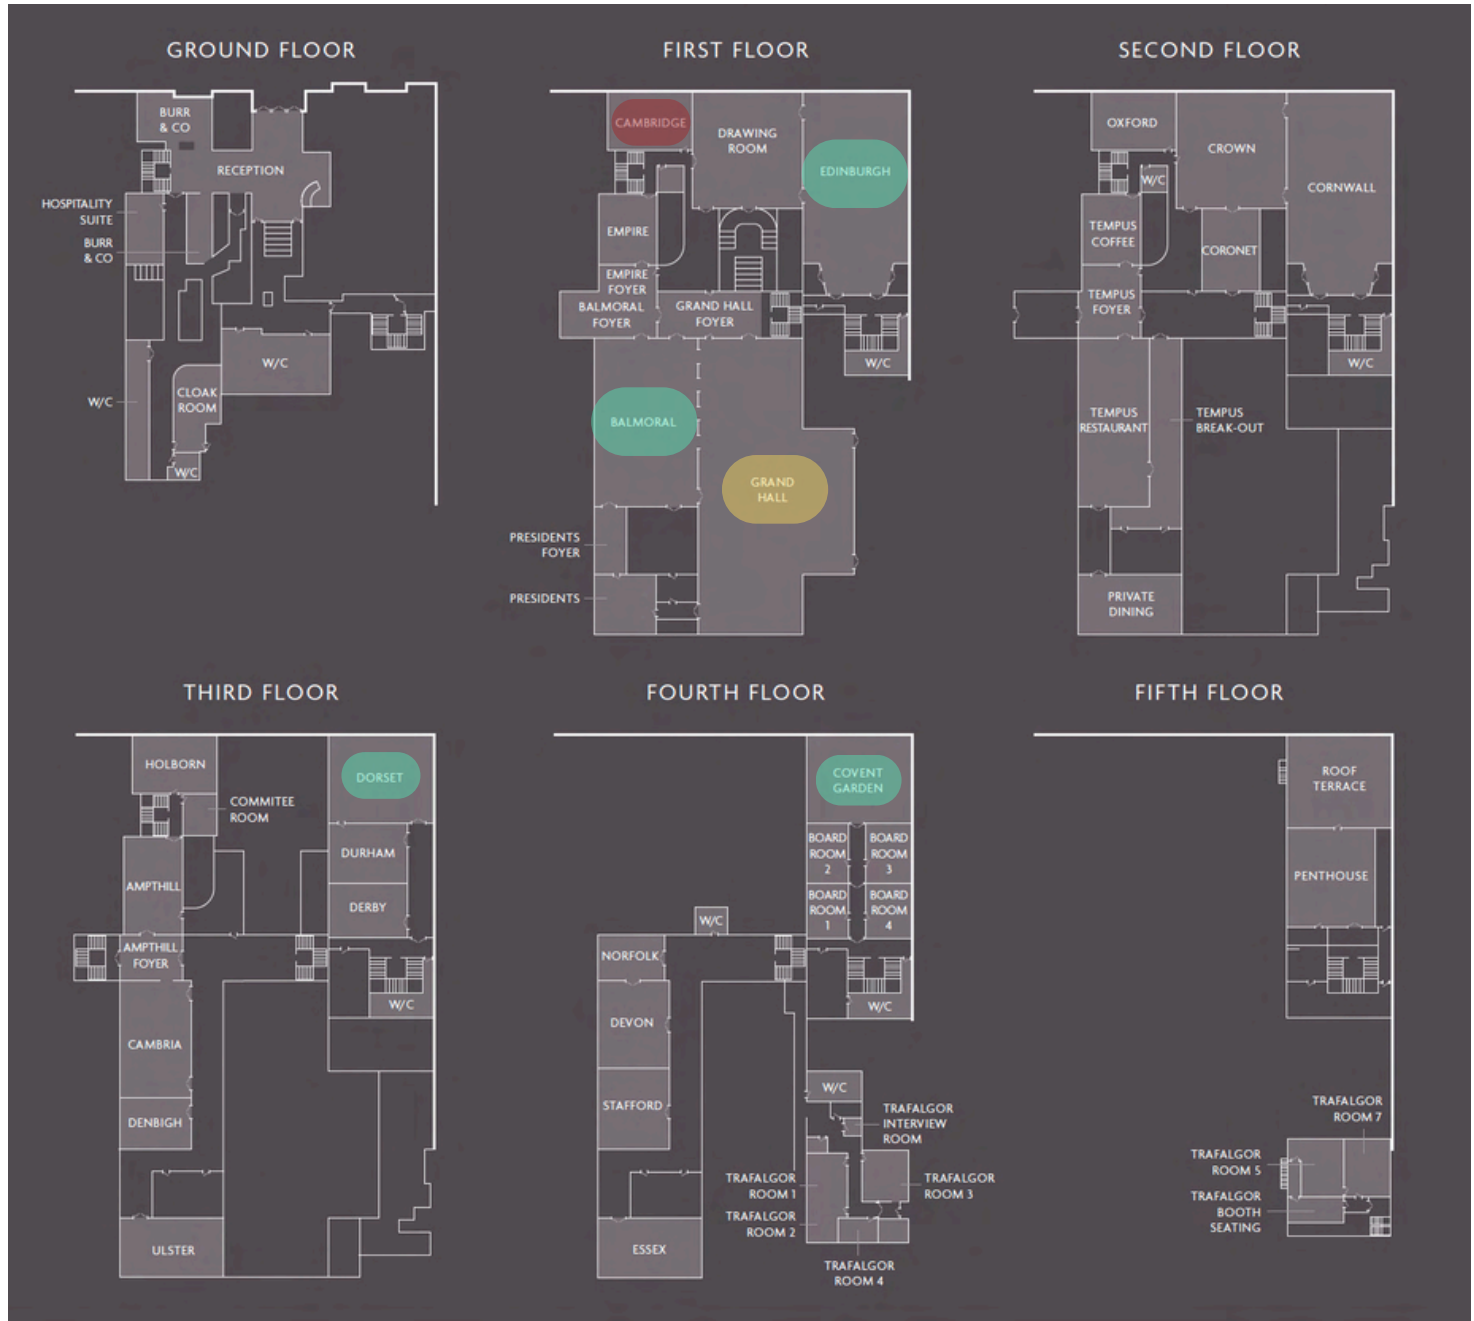 GROUND FLOOR
BURR
& CO
RECEPTION
HOSPITALITY
SUITE
BURR
& CO
W/C
CLOAK
ROOM
W/C
W/C
FIRST FLOOR
CAMBRIDGE
DRAWING
ROOM
EDINBURGH
EMPIRE
EMPIRE
FOYER
BALMORAL
FOYER
GRAND HALL
FOYER
W/C
BALMORAL
GRAND
HALL
PRESIDENTS
FOYER
PRESIDENTS
SECOND FLOOR
OXFORD
CROWN
W/C
CORNWALL
TEMPUS
COFFEE
CORONET
TEMPUS
FOYER
W/C
TEMPUS
RESTAURANT
TEMPUS
BREAK-OUT
PRIVATE
DINING
THIRD FLOOR
HOLBORN
DORSET
COMMITEE
ROOM
DURHAM
AMPTHILL
DERBY
AMPTHILL
FOYER
W/C
CAMBRIA
DENBIGH
ULSTER
FOURTH FLOOR
COVENT
GARDEN
BOARD
ROOM
2
BOARD
ROOM
3
BOARD
ROOM
1
BOARD
ROOM
4
W/C
NORFOLK
W/C
DEVON
STAFFORD
W/C
TRAFALGOR
INTERVIEW
ROOM
TRAFALGOR
ROOM 1
TRAFALGOR
ROOM 3
TRAFALGOR
ROOM 2
ESSEX
TRAFALGOR
ROOM 4
FIFTH FLOOR
ROOF
TERRACE
PENTHOUSE
TRAFALGOR
ROOM 7
TRAFALGOR
ROOM 5
TRAFALGOR
BOOTH
SEATING